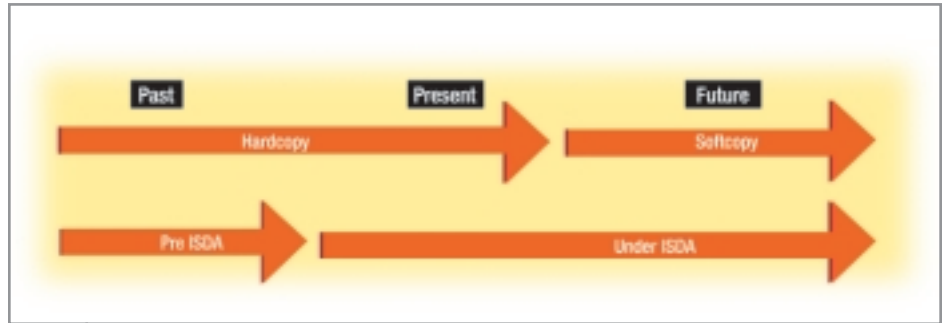 Past Present Future
Hardcopy Softcopy
Pre ISDA Under ISDA